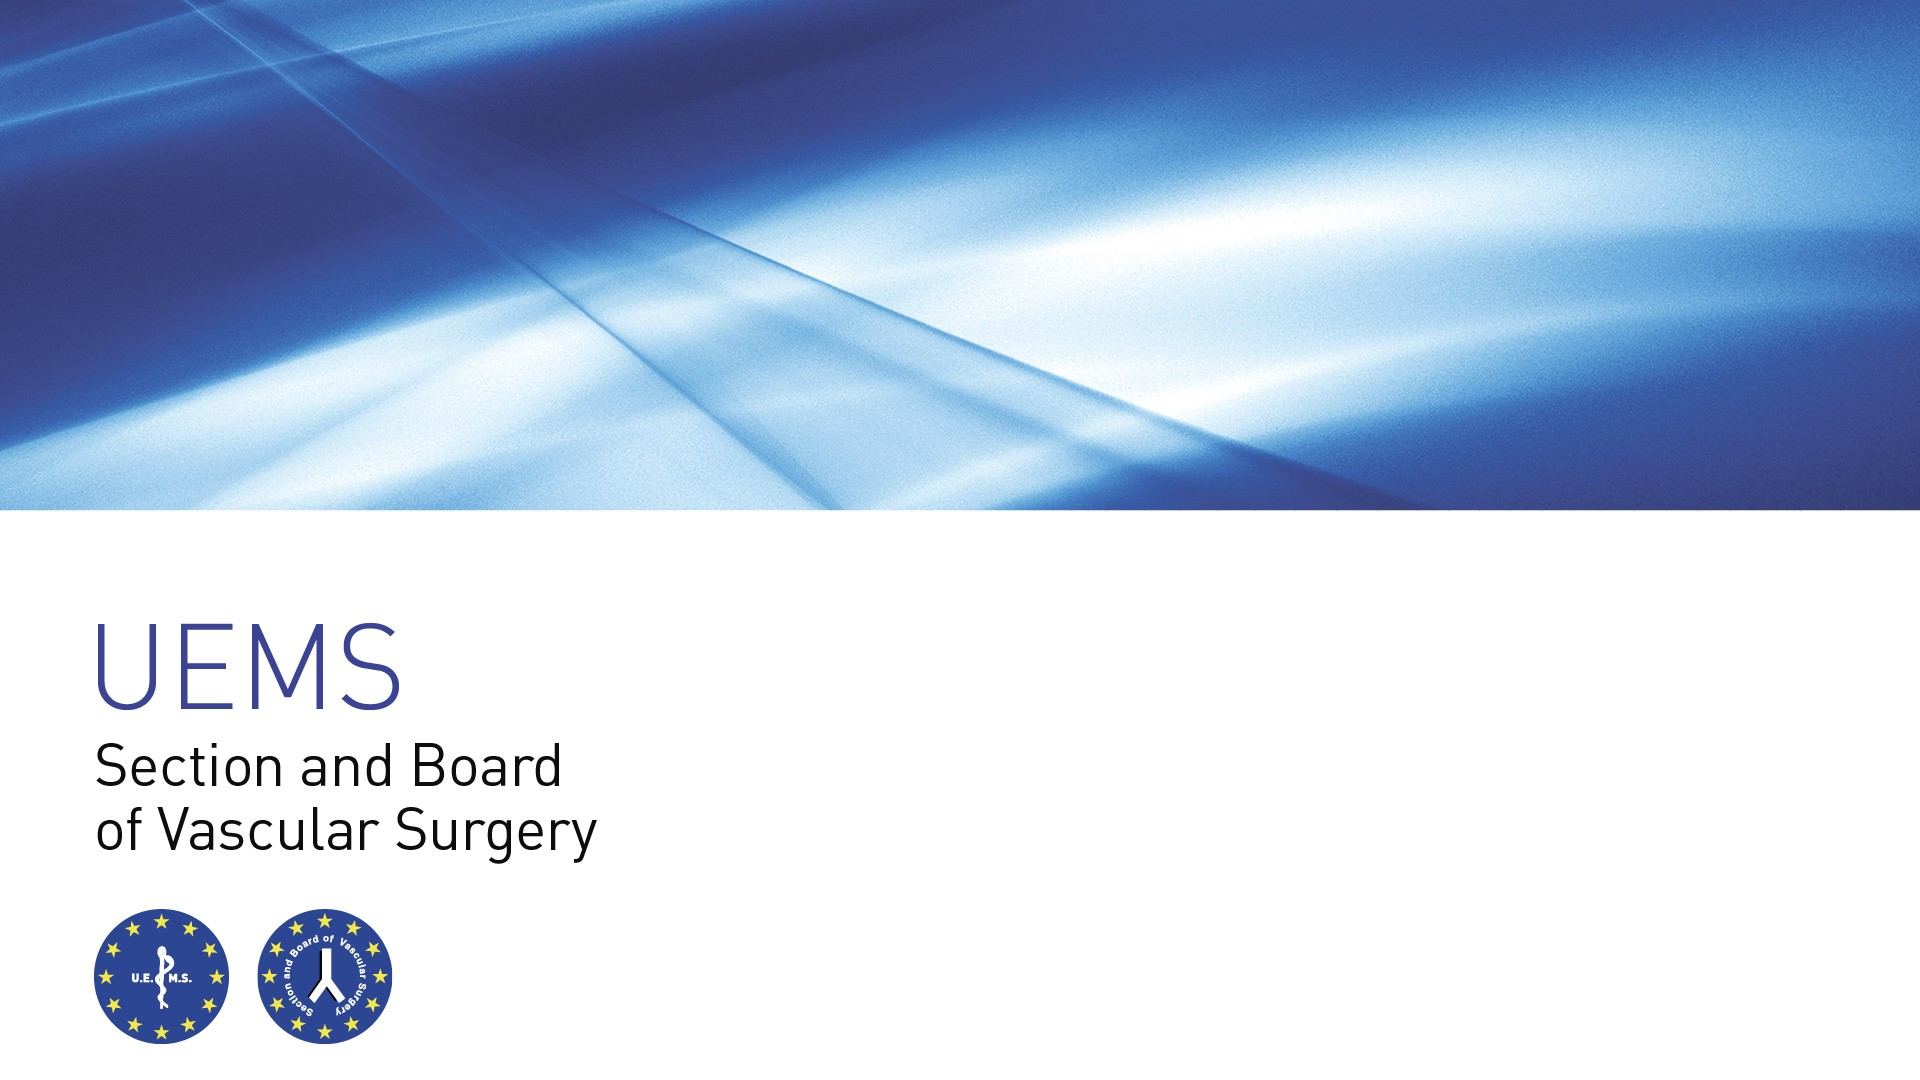 UEMS
Section and Board
of Vascular Surgery
U.E. M.S.
Section and Board of Vascular Surgery